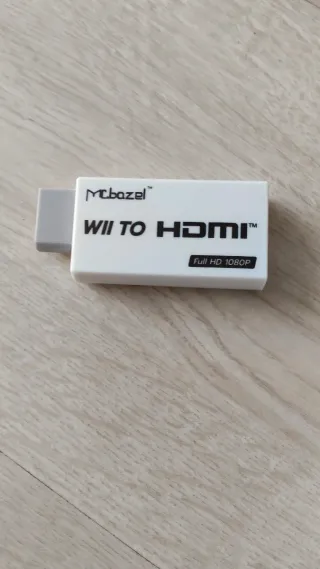 Mcbazel™
WII TO HDMI™
Full HD 1080P